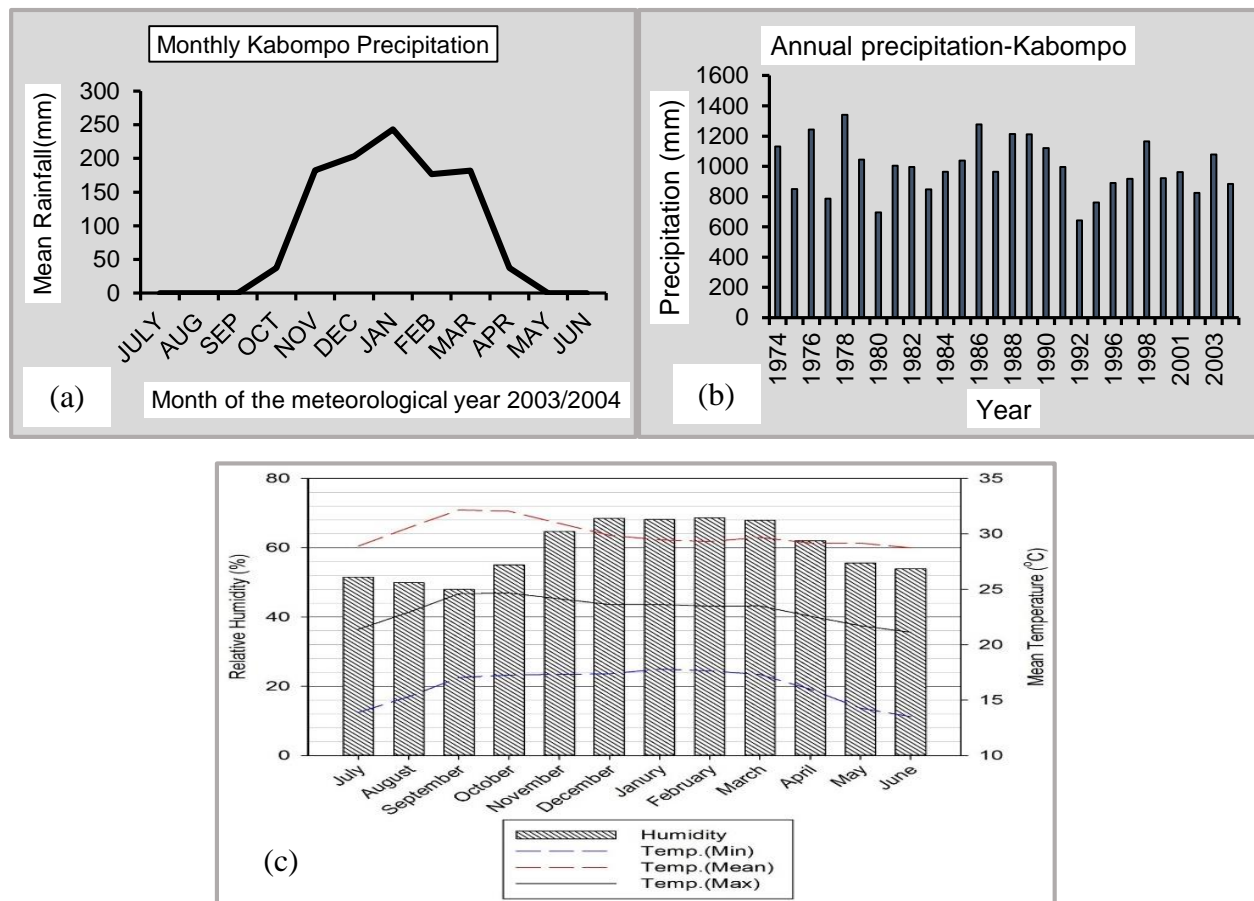 Monthly Kabompo Precipitation
Mean Rainfall(mm)
300
250
200
150
100
50
0
JULY
AUG
SEP
OCT
NOV
DEC
JAN
FEB
MAR
APR
MAY
JUN
(a)
Month of the meteorological year 2003/2004
Annual precipitation-Kabompo
Precipitation (mm)
1600
1400
1200
1000
800
600
400
200
0
1974
1976
1978
1980
1982
1984
1986
1988
1990
1992
1996
1998
2001
2003
(b)
Year
Relative Humidity (%)
80
60
40
20
0
35
30
25
20
15
10
Mean Temperature (⁰C)
July
August
September
October
November
December
Janury
February
March
April
May
June
(c)
Humidity
Temp.(Min)
Temp.(Mean)
Temp.(Max)